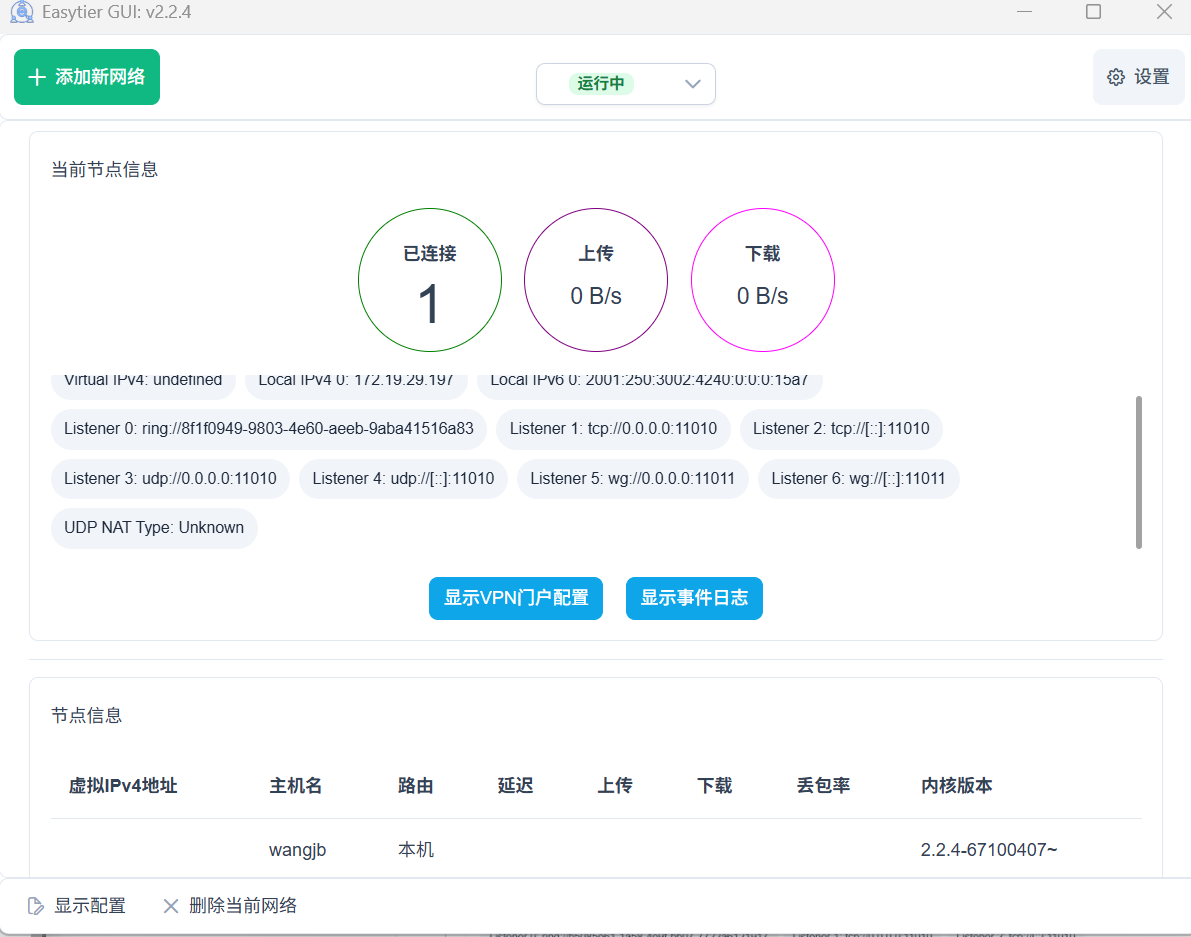 Easytier GUI: v2.2.4
添加新网络 运行中 设置
当前节点信息
已连接 上传 下载
1 0 B/s 0 B/s
Virtual IPv4: undefined Local IPv4 0: 172.19.29.197 Local IPv6 0: 2001:250:3002:4240:0:0:0:15a7
Listener 0: ring://8f1f0949-9803-4e60-aeeb-9aba41516a83 Listener 1: tcp://0.0.0.0:11010 Listener 2: tcp://[::]:11010
Listener 3: udp://0.0.0.0:11010 Listener 4: udp://[::]:11010 Listener 5: wg://0.0.0.0:11011 Listener 6: wg://[::]:11011
UDP NAT Type: Unknown
显示VPN门户配置 显示事件日志
节点信息
虚拟IPv4地址 主机名 路由 延迟 上传 下载 丢包率 内核版本
wangjb 本机 2.2.4-67100407~
显示配置 删除当前网络